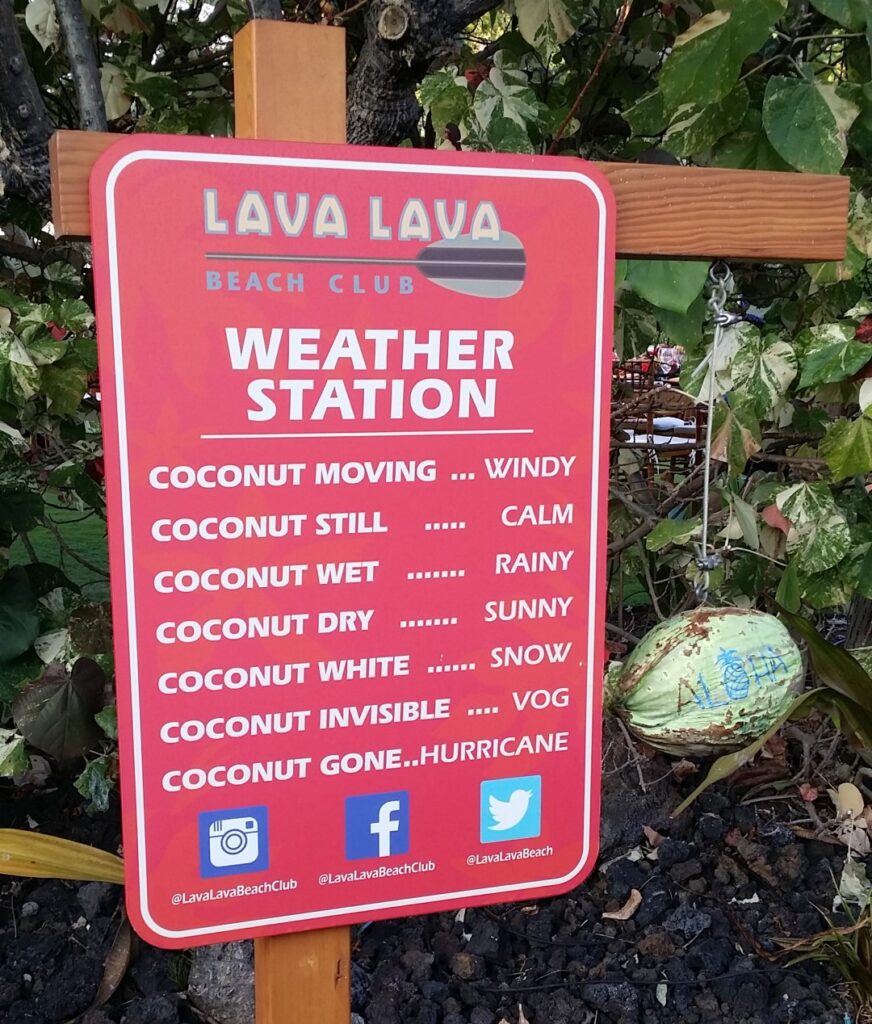 LAVA LAVA
BEACH CLUB
WEATHER
STATION
COCONUT MOVING ... WINDY
COCONUT STILL ..... CALM
COCONUT WET ....... RAINY
COCONUT DRY ....... SUNNY
COCONUT WHITE ...... SNOW
COCONUT INVISIBLE .... VOG
COCONUT GONE..HURRICANE
@LavaLavaBeachClub
@LavaLavaBeachClub
@LavaLavaBeach
ALOHA